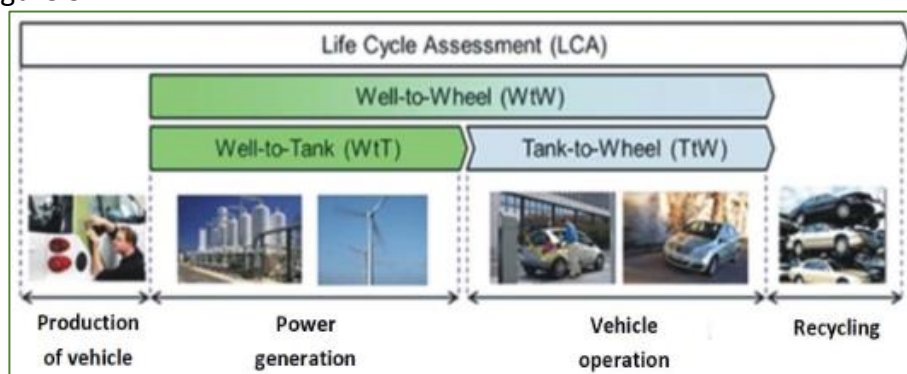 Life Cycle Assessment (LCA)
Well-to-Wheel (WtW)
Well-to-Tank (WtT)
Tank-to-Wheel (TtW)
Production
of vehicle
Power
generation
Vehicle
operation
Recycling